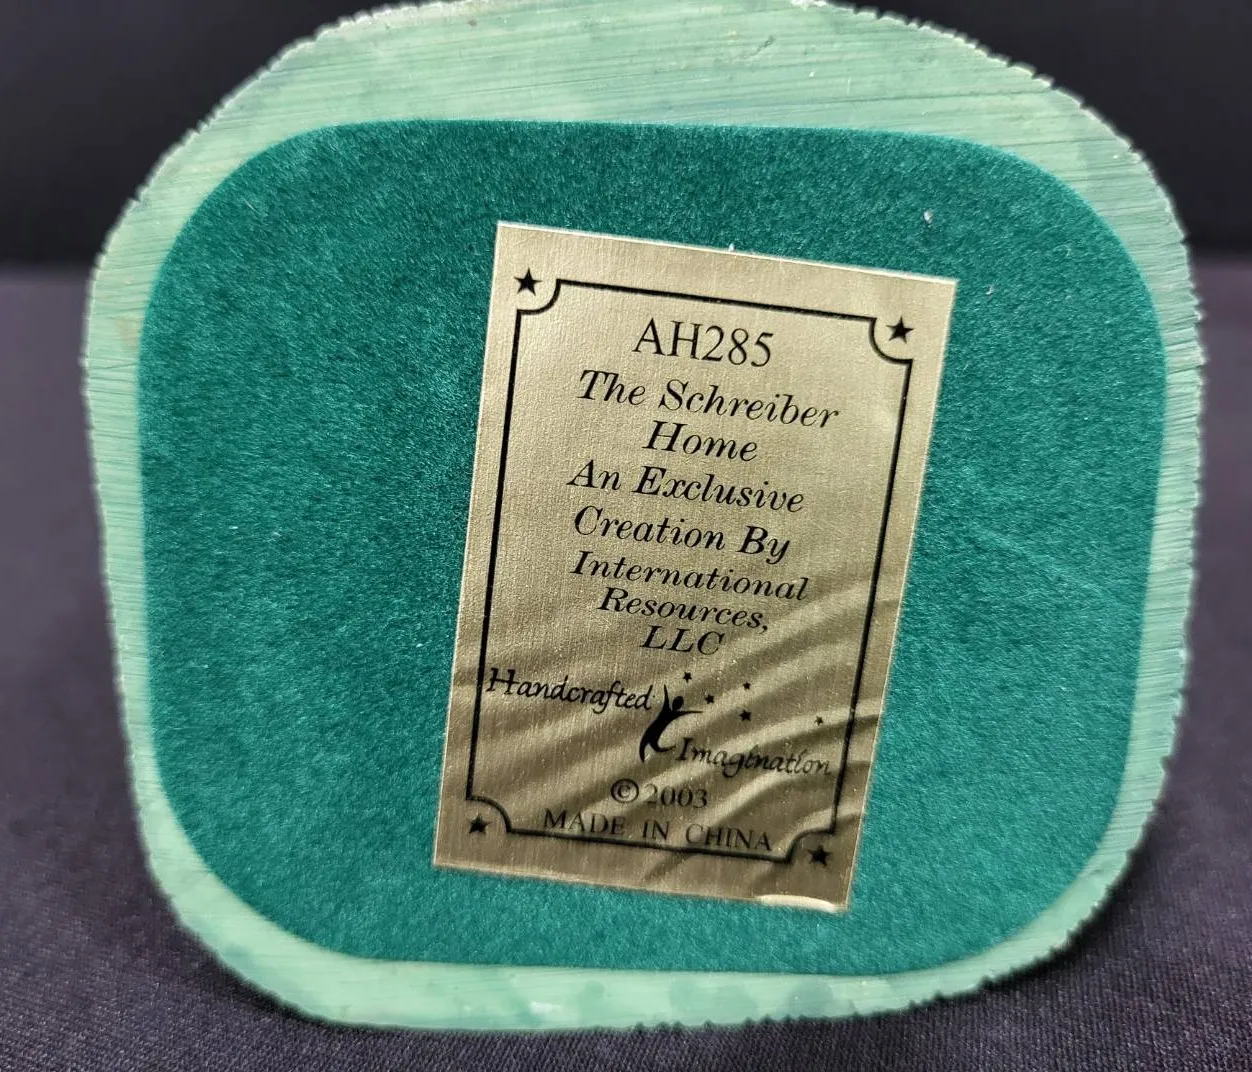 AH285
The Schreiber
Home
An Exclusive
Creation By
International
Resources,
LLC
Handcrafted
Imagination
©2003
MADE IN CHINA